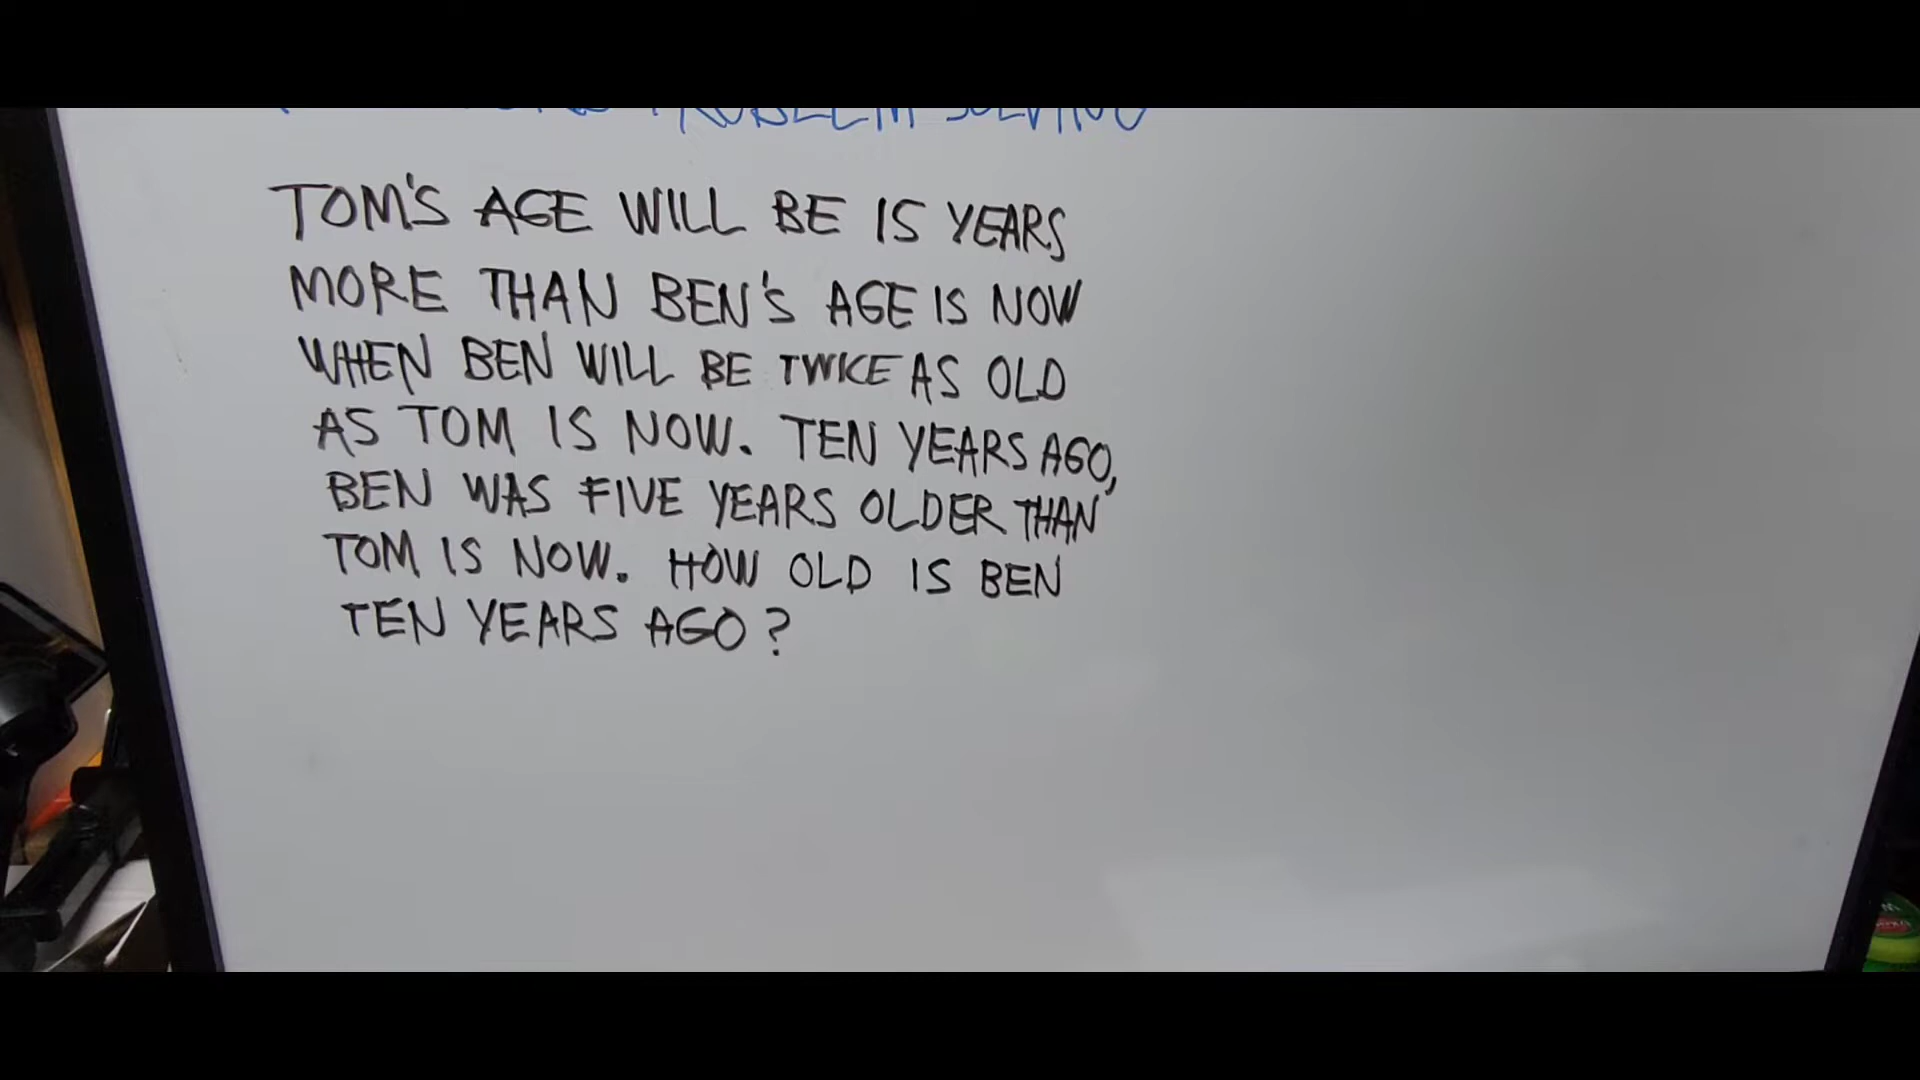 PROBLEM SOLVING
TOM'S AGE WILL BE 15 YEARS
MORE THAN BEN'S AGE IS NOW
WHEN BEN WILL BE TWICE AS OLD
AS TOM IS NOW. TEN YEARS AGO,
BEN WAS FIVE YEARS OLDER THAN
TOM IS NOW. HOW OLD IS BEN
TEN YEARS AGO?